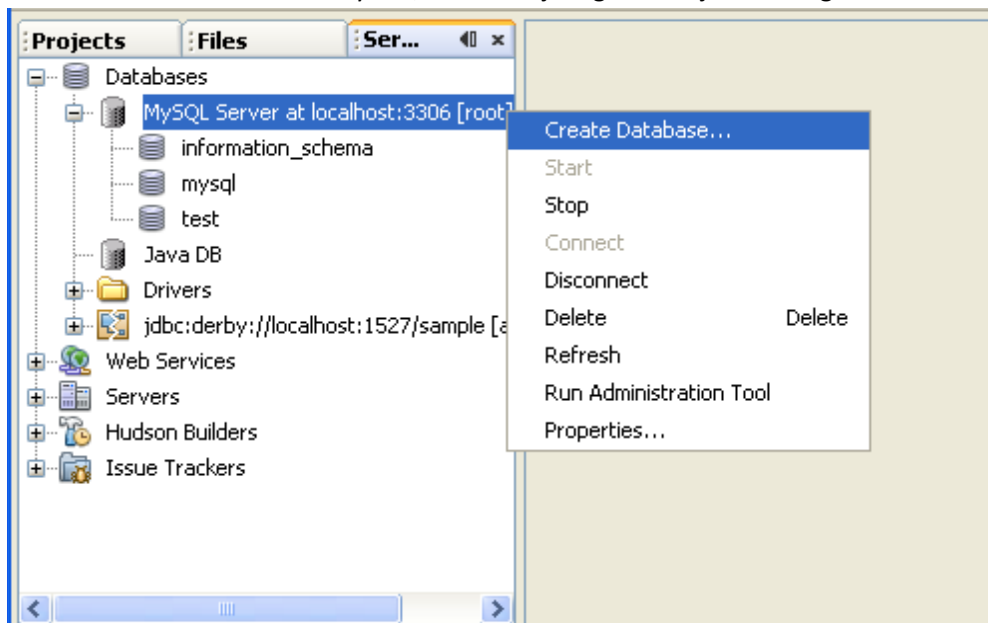 Projects Files Ser...
Databases
MySQL Server at localhost:3306 [root]
information_schema
mysql
test
Java DB
Drivers
jdbc:derby://localhost:1527/sample [a
Web Services
Servers
Hudson Builders
Issue Trackers
Create Database...
Start
Stop
Connect
Disconnect
Delete Delete
Refresh
Run Administration Tool
Properties...